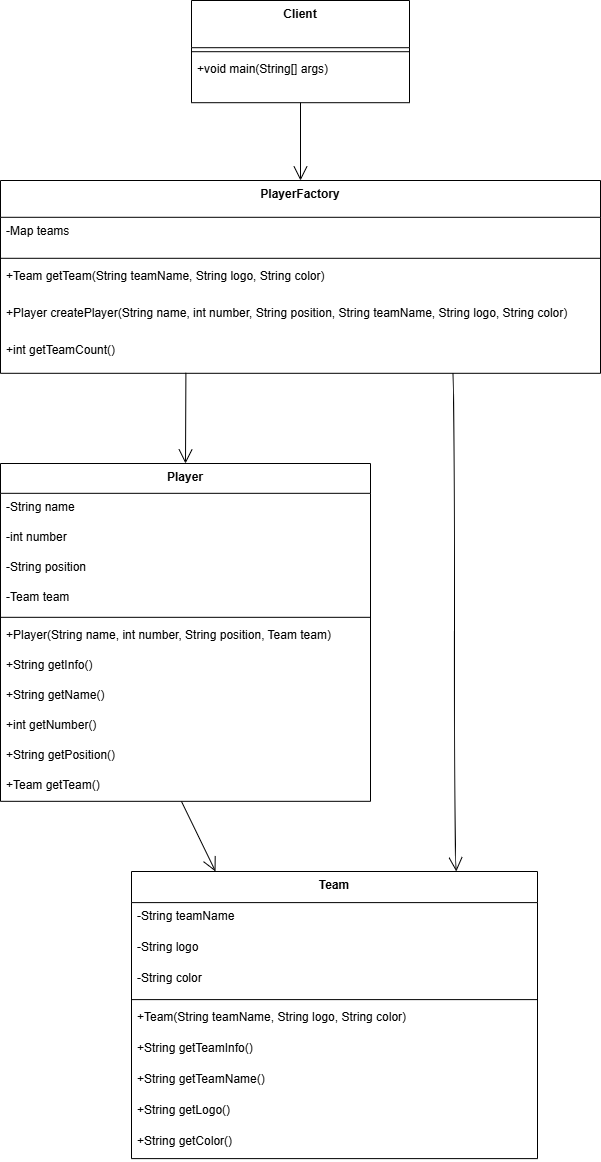 Client
+void main(String[] args)
PlayerFactory
-Map teams
+Team getTeam(String teamName, String logo, String color)
+Player createPlayer(String name, int number, String position, String teamName, String logo, String color)
+int getTeamCount()
Player
-String name
-int number
-String position
-Team team
+Player(String name, int number, String position, Team team)
+String getInfo()
+String getName()
+int getNumber()
+String getPosition()
+Team getTeam()
Team
-String teamName
-String logo
-String color
+Team(String teamName, String logo, String color)
+String getTeamInfo()
+String getTeamName()
+String getLogo()
+String getColor()